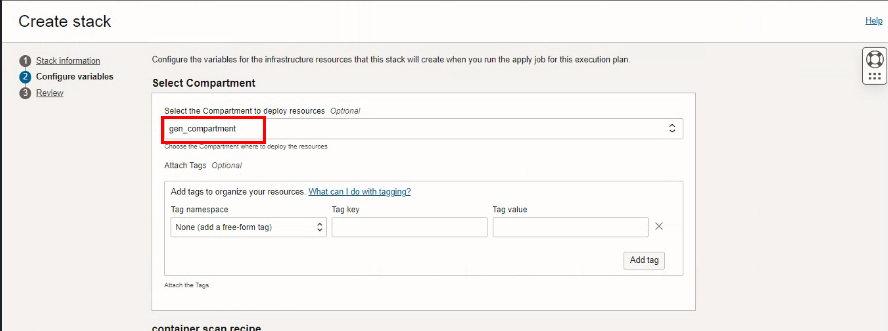 Create stack
Help
1 Stack information
2 Configure variables
3 Review
Configure the variables for the infrastructure resources that this stack will create when you run the apply job for this execution plan.
Select Compartment
Select the Compartment to deploy resources Optional
gen_compartment
Choose the Compartment where to deploy the resources
Attach Tags Optional
Add tags to organize your resources. What can I do with tagging?
Tag namespace Tag key Tag value
None (add a free-form tag)
Add tag
Attach the Tags
container scan recipe